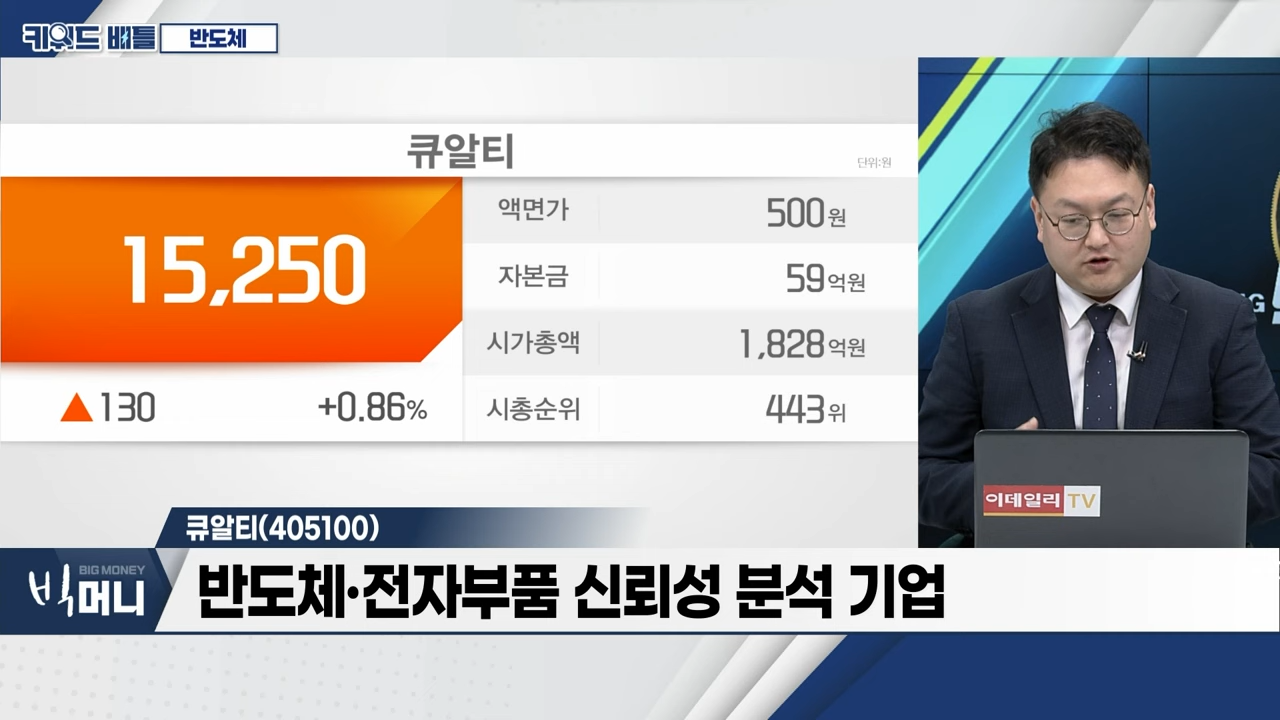 키워드 배틀 반도체
큐알티
단위:원
15,250
▲130 +0.86%
액면가 500원
자본금 59억원
시가총액 1,828억원
시총순위 443위
이데일리TV
큐알티(405100)
BIG MONEY
빅머니
반도체·전자부품 신뢰성 분석 기업